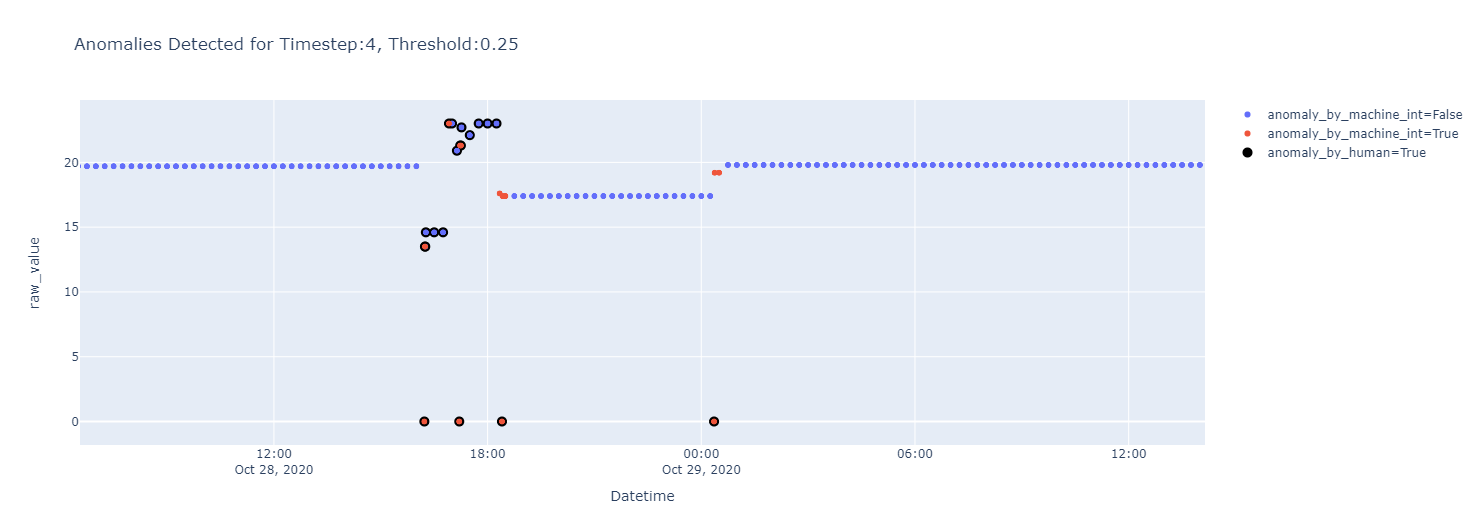 Anomalies Detected for Timestep:4, Threshold:0.25
anomaly_by_machine_int=False
anomaly_by_machine_int=True
anomaly_by_human=True
raw_value
20
15
10
5
0
12:00
Oct 28, 2020
18:00
00:00
Oct 29, 2020
06:00
12:00
Datetime